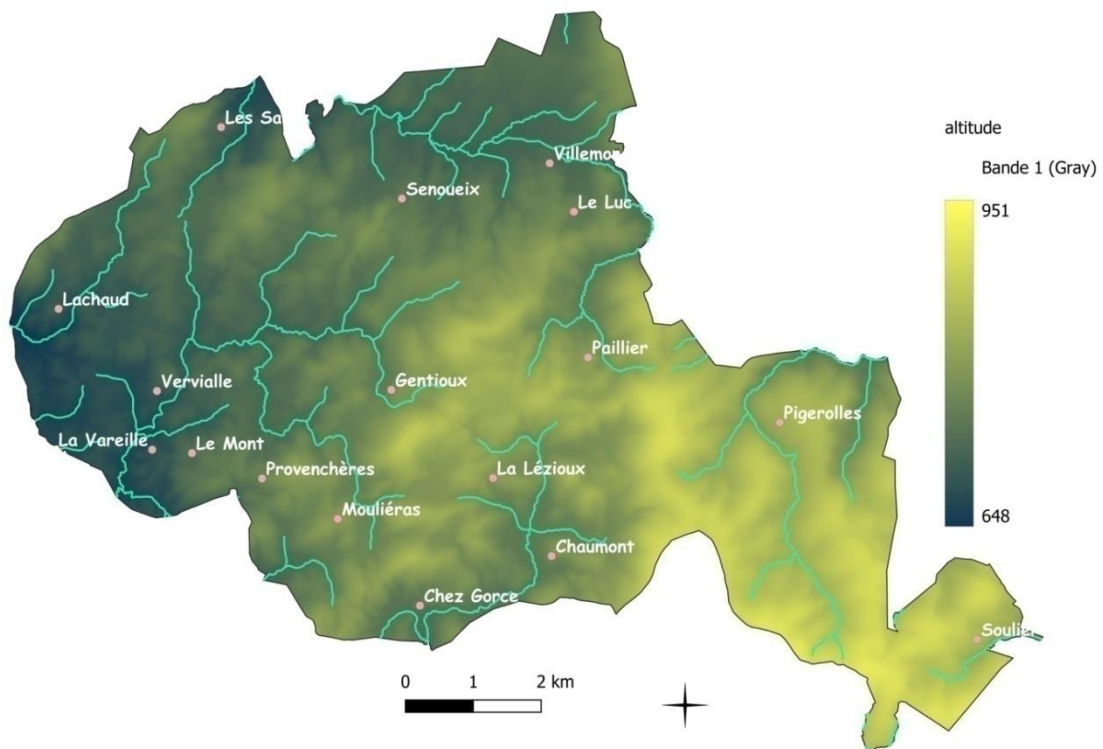 Les Sa
Villemor
Senoueix
Le Luc
Lachaud
Paillier
Vervialle
Gentioux
Pigerolles
La Vareille
Le Mont
Provenchères
La Lézioux
Mouliéras
Chaumont
Chez Gorce
Soulier
0 1 2 km
altitude
Bande 1 (Gray)
951
648